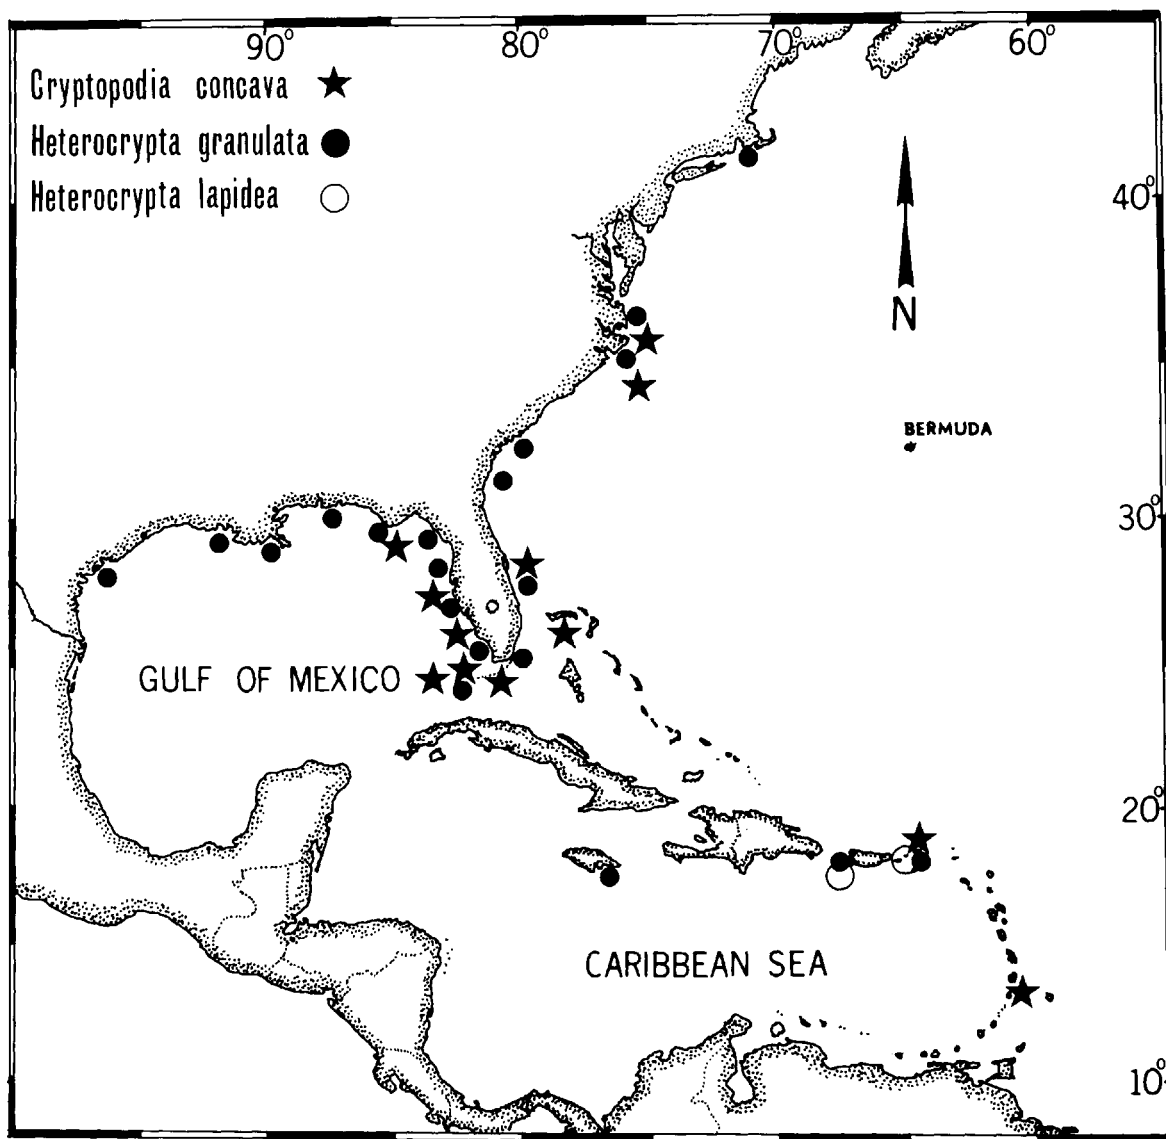 90° 80° 70° 60°
Cryptopodia concava
Heterocrypta granulata
Heterocrypta lapidea
40°
N
BERMUDA
30°
GULF OF MEXICO
20°
CARIBBEAN SEA
10°